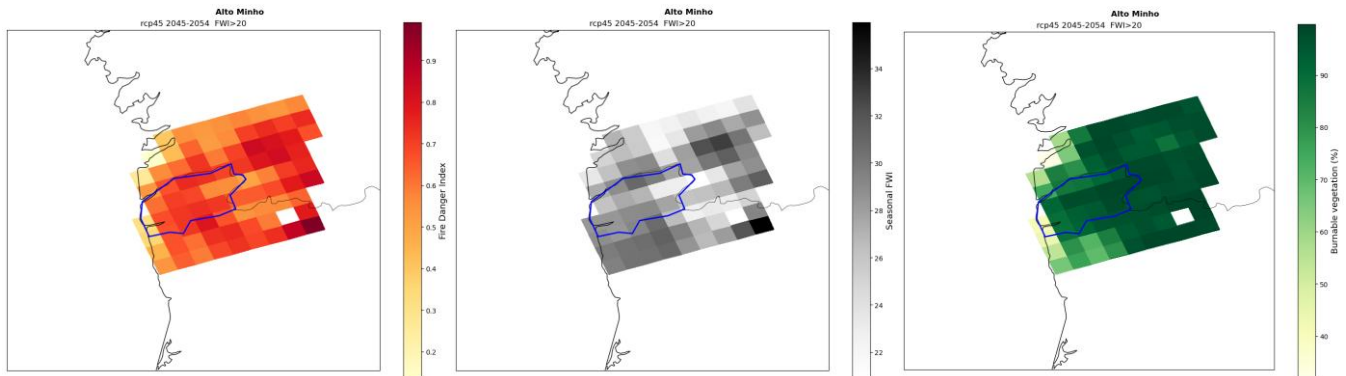 Alto Minho
rcp45 2045-2054 FWI>20
0.9
0.8
0.7
0.6
0.5
0.4
0.3
0.2
Fire Danger Index
Alto Minho
rcp45 2045-2054 FWI>20
34
32
30
28
26
24
22
Seasonal FWI
Alto Minho
rcp45 2045-2054 FWI>20
90
80
70
60
50
40
Burnable vegetation (%)